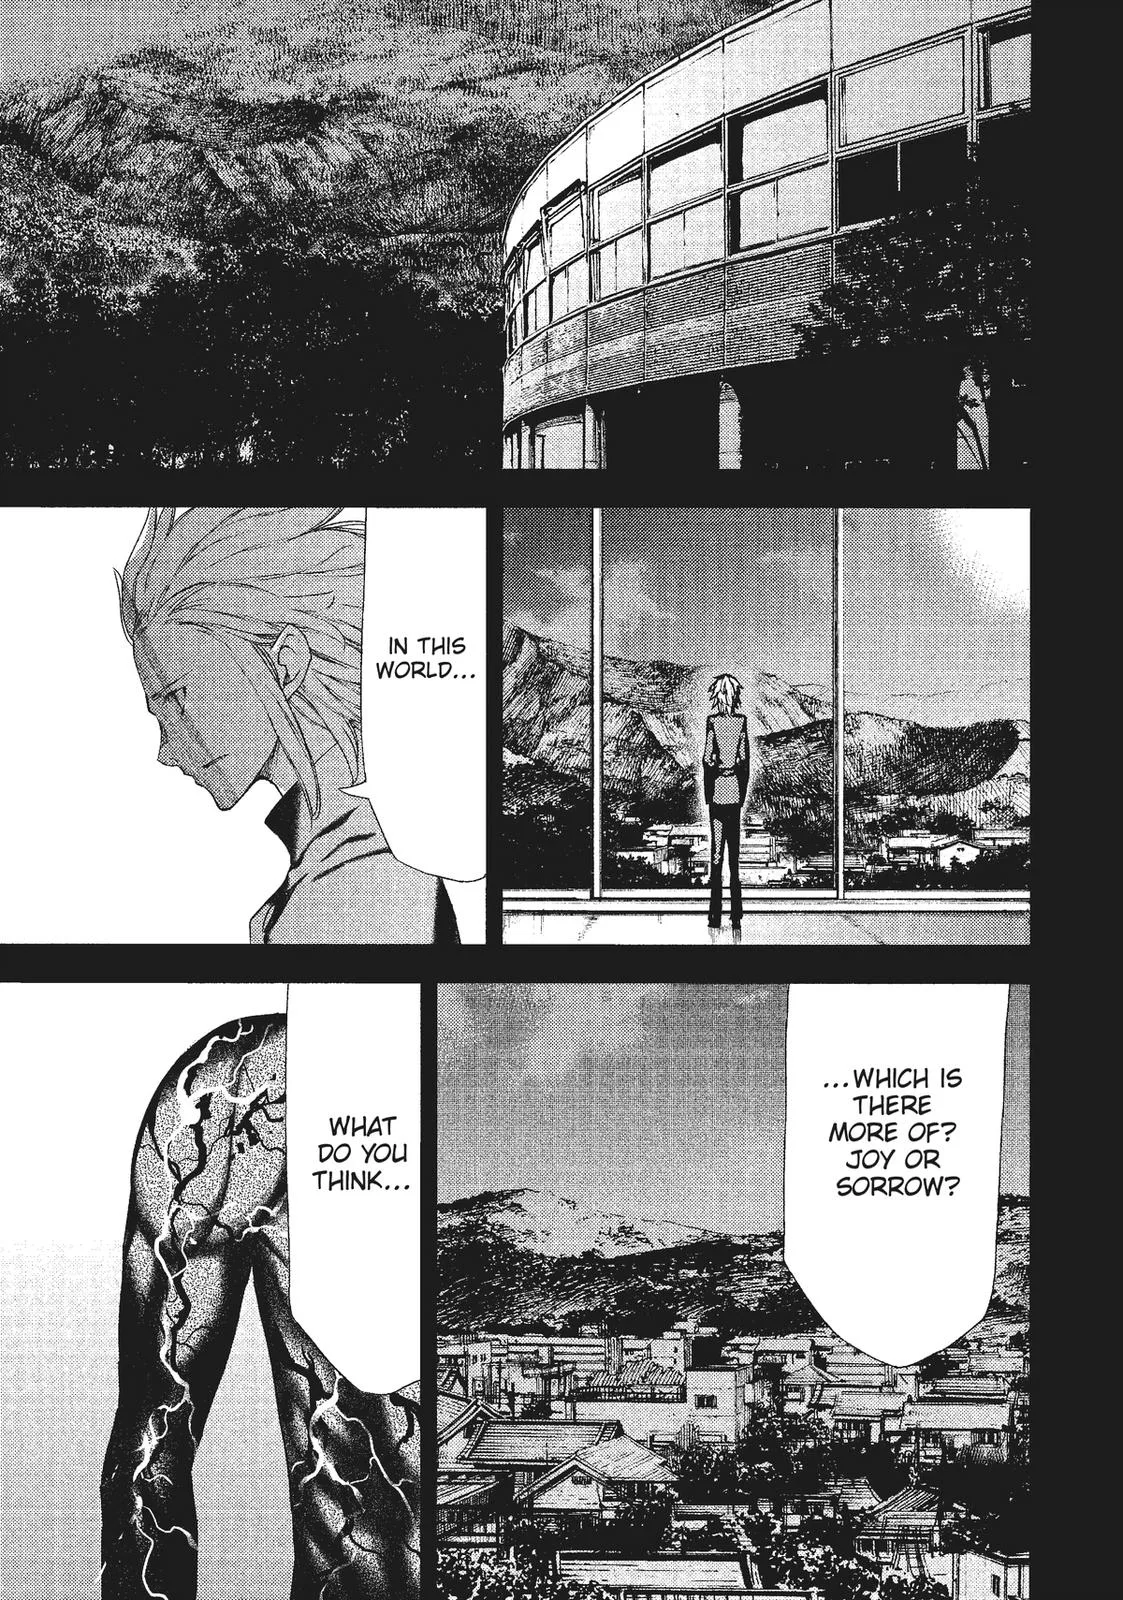 IN THIS
WORLD...
...WHICH IS
THERE
MORE OF?
JOY OR
SORROW?
WHAT
DO YOU
THINK...